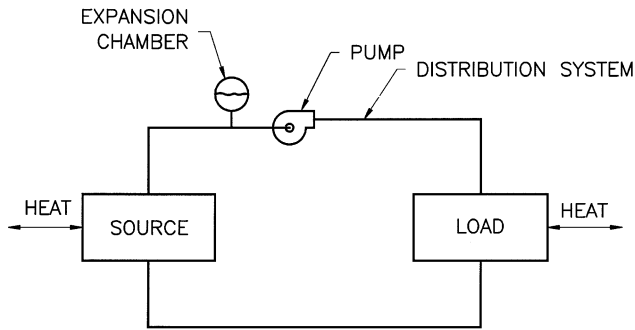 EXPANSION
CHAMBER
PUMP
DISTRIBUTION SYSTEM
HEAT
SOURCE
LOAD
HEAT